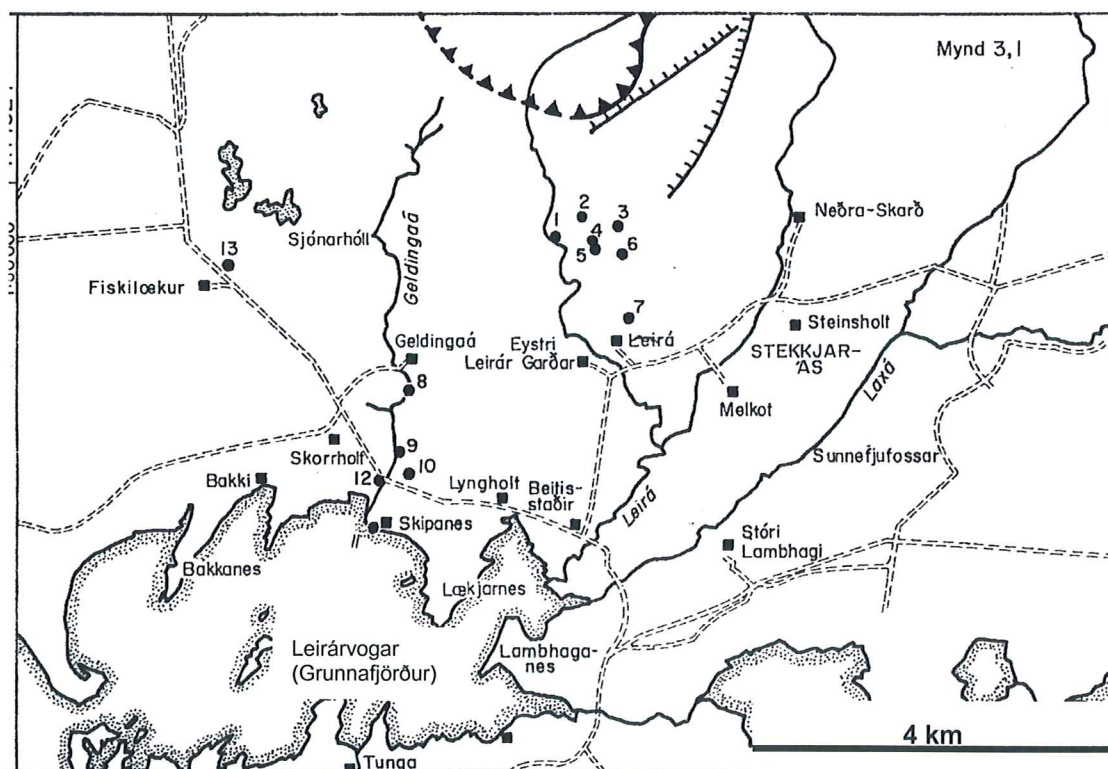 Mynd 3,1
2
3
Neðra-Skarð
1
4
Sjónarhóll
Geldingaá
5
6
13
Fiskilœkur
7
Steinsholt
Geldingaá
Eystri
Leirár Garðar
Leirá
STEKKJAR-
ÁS
8
Melkot
Laxá
9
Skorrholt
10
Sunnefjufossar
Bakki
12
Lyngholt
Beitis-
staðir
Leirá
Skipanes
Stóri
Lambhagi
Bakkanes
Lœkjarnes
Leirárvogar
(Grunnafjörður)
Lambhaga-
nes
4 km
Tunga